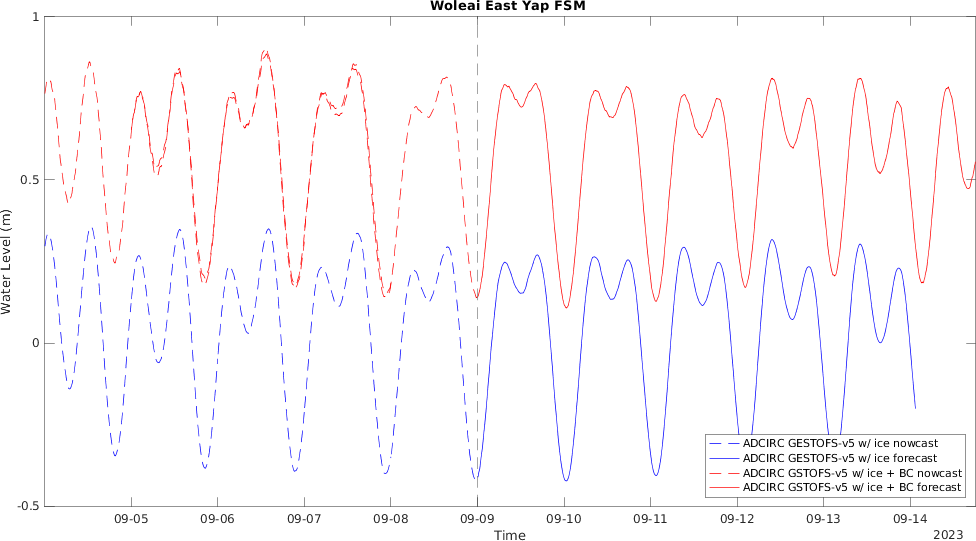 Woleai East Yap FSM
1
0.5
0
-0.5
Water Level (m)
09-05 09-06 09-07 09-08 09-09 09-10 09-11 09-12 09-13 09-14
Time
2023
ADCIRC GESTOFS-v5 w/ ice nowcast
ADCIRC GESTOFS-v5 w/ ice forecast
ADCIRC GSTOFS-v5 w/ ice + BC nowcast
ADCIRC GSTOFS-v5 w/ ice + BC forecast